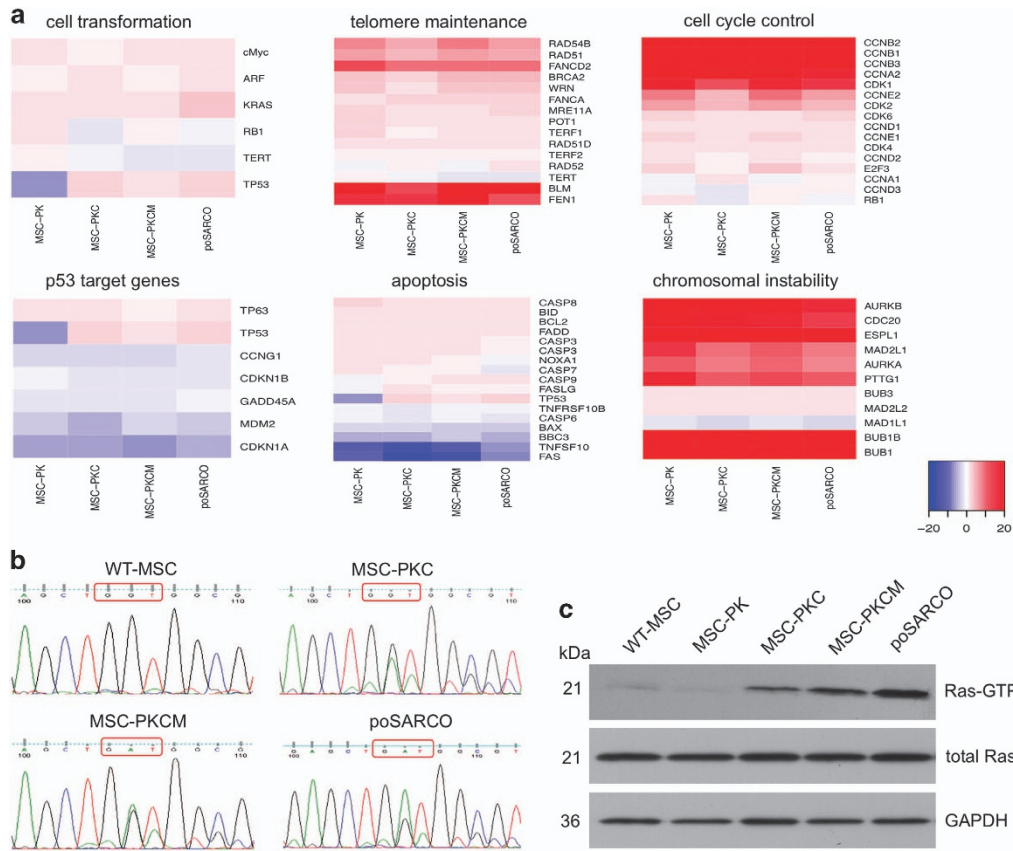 a
cell transformation
cMyc
ARF
KRAS
RB1
TERT
TP53
MSC-PK
MSC-PKC
MSC-PKCM
poSARCO
telomere maintenance
RAD54B
RAD51
FANCD2
BRCA2
WRN
FANCA
MRE11A
POT1
TERF1
RAD51D
TERF2
RAD52
TERT
BLM
FEN1
MSC-PK
MSC-PKC
MSC-PKCM
poSARCO
cell cycle control
CCNB2
CCNB1
CCNB3
CCNA2
CDK1
CCNE2
CDK2
CDK6
CCND1
CCNE1
CDK4
CCND2
E2F3
CCNA1
CCND3
RB1
MSC-PK
MSC-PKC
MSC-PKCM
poSARCO
p53 target genes
TP63
TP53
CCNG1
CDKN1B
GADD45A
MDM2
CDKN1A
MSC-PK
MSC-PKC
MSC-PKCM
poSARCO
apoptosis
CASP8
BID
BCL2
FADD
CASP3
CASP3
NOXA1
CASP7
CASP9
FASLG
TP53
TNFRSF10B
CASP6
BAX
BBC3
TNFSF10
FAS
MSC-PK
MSC-PKC
MSC-PKCM
poSARCO
chromosomal instability
AURKB
CDC20
ESPL1
MAD2L1
AURKA
PTTG1
BUB3
MAD2L2
MAD1L1
BUB1B
BUB1
MSC-PK
MSC-PKC
MSC-PKCM
poSARCO
-20 0 20
b
WT-MSC
A G C T G G T G G C G
100 110
MSC-PKC
100 110
MSC-PKCM
A G C T G A T G G C G
100 110
poSARCO
100 110
c
WT-MSC
MSC-PK
MSC-PKC
MSC-PKCM
poSARCO
kDa
21 Ras-GTP
21 total Ras
36 GAPDH